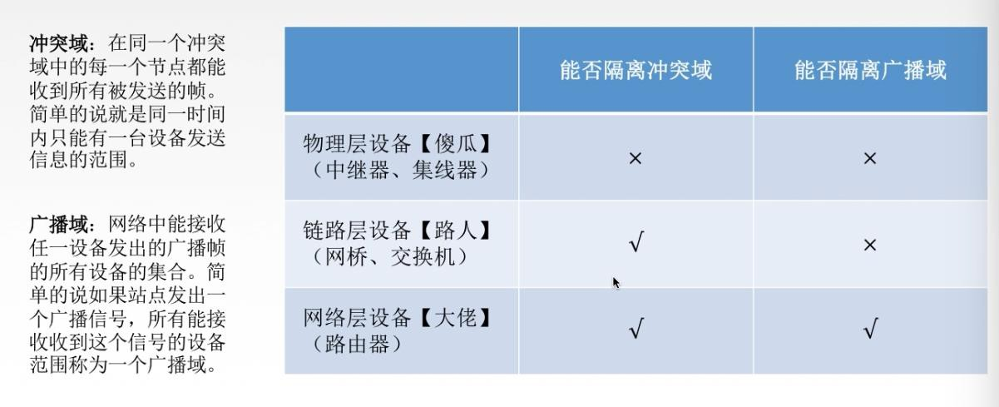 冲突域：在同一个冲突
域中的每一个节点都能
收到所有被发送的帧。
简单的说就是同一时间
内只能有一台设备发送
信息的范围。
广播域：网络中能接收
任一设备发出的广播帧
的所有设备的集合。简
单的说如果站点发出一
个广播信号，所有能接
收收到这个信号的设备
范围称为一个广播域。
能否隔离冲突域
能否隔离广播域
物理层设备【傻瓜】
（中继器、集线器）
×
×
链路层设备【路人】
（网桥、交换机）
√
×
网络层设备【大佬】
（路由器）
√
√